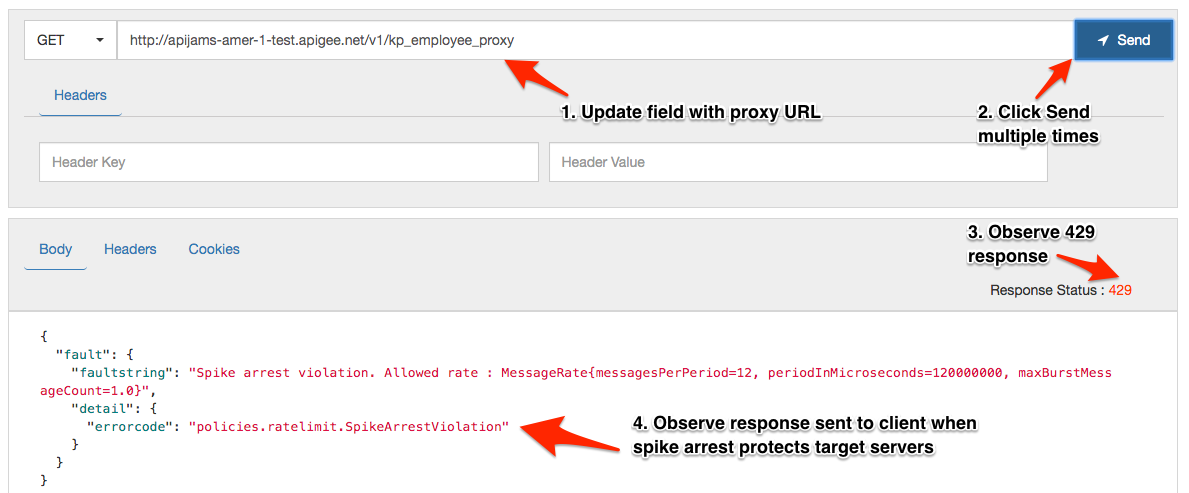 GET
http://apijams-amer-1-test.apigee.net/v1/kp_employee_proxy
Send
Headers
1. Update field with proxy URL
2. Click Send
multiple times
Header Key
Header Value
Body
Headers
Cookies
3. Observe 429
response
Response Status : 429
{
"fault": {
"faultstring": "Spike arrest violation. Allowed rate : MessageRate{messagesPerPeriod=12, periodInMicroseconds=120000000, maxBurstMess
ageCount=1.0}",
"detail": {
"errorcode": "policies.ratelimit.SpikeArrestViolation"
}
}
}
4. Observe response sent to client when
spike arrest protects target servers